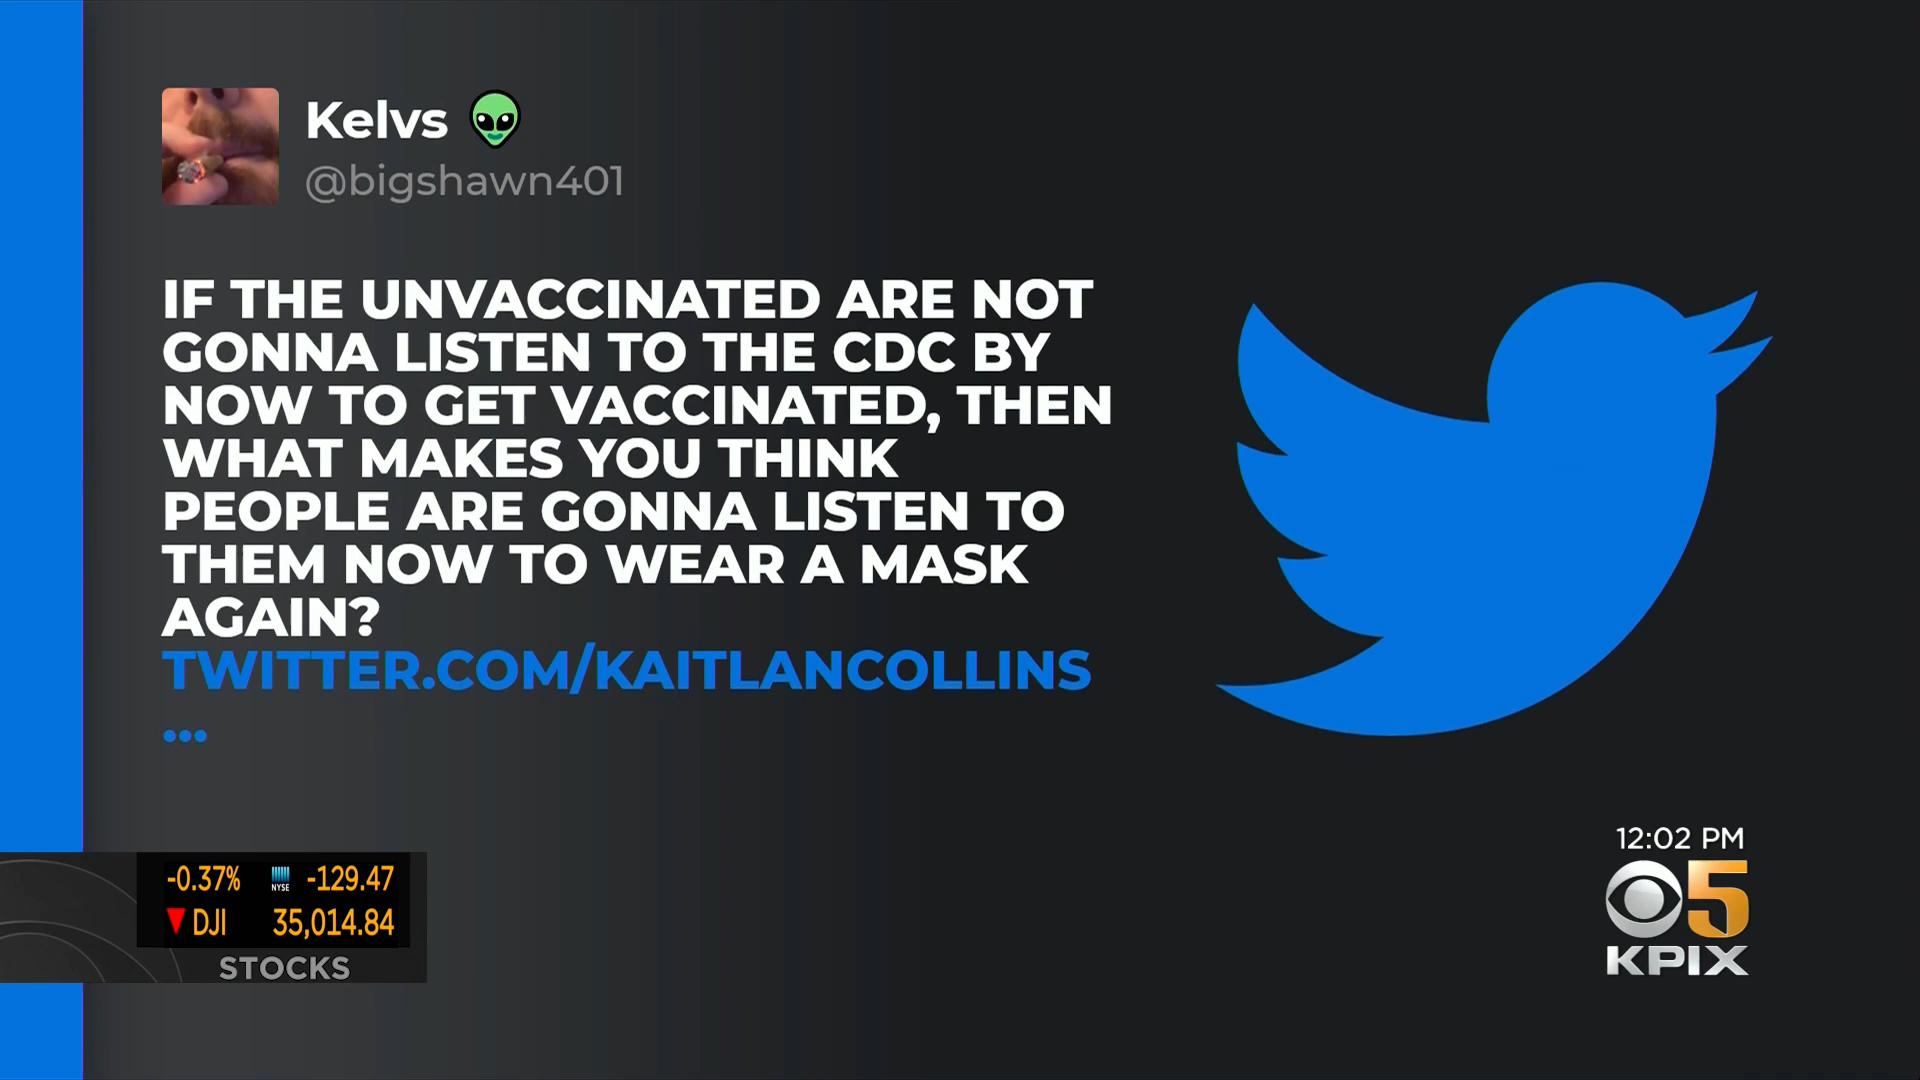 Kelvs
@bigshawn401
IF THE UNVACCINATED ARE NOT
GONNA LISTEN TO THE CDC BY
NOW TO GET VACCINATED, THEN
WHAT MAKES YOU THINK
PEOPLE ARE GONNA LISTEN TO
THEM NOW TO WEAR A MASK
AGAIN?
TWITTER.COM/KAITLANCOLLINS
...
-0.37% NYSE -129.47
DJI 35,014.84
STOCKS
12:02 PM
5
KPIX